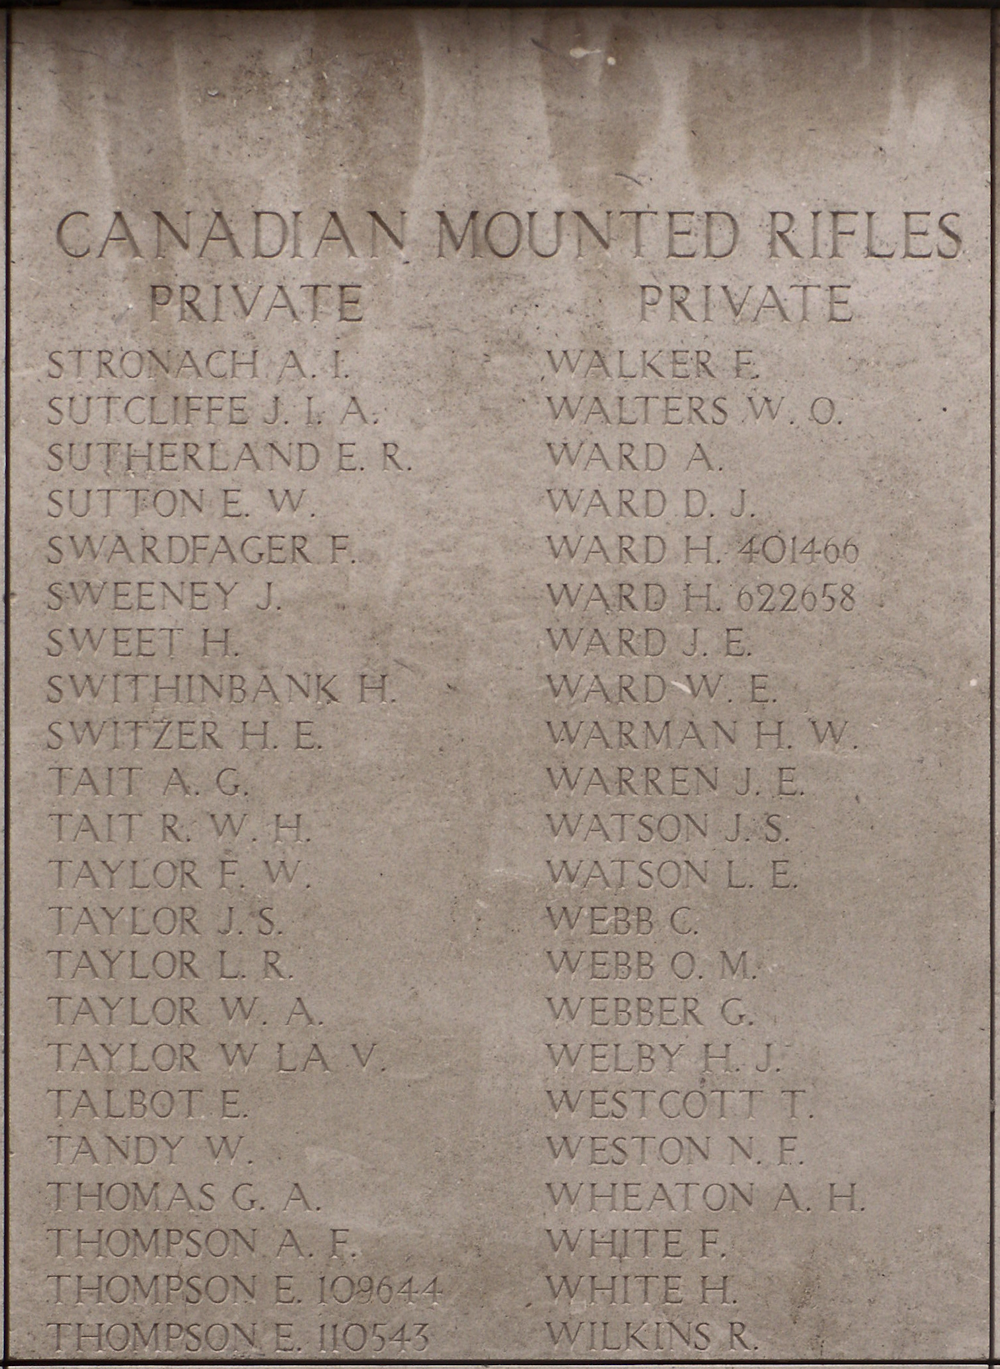 CANADIAN MOUNTED RIFLES
PRIVATE
STRONACH A. I.
SUTCLIFFE J. I. A.
SUTHERLAND E. R.
SUTTON E. W.
SWARDFAGER F.
SWEENEY J.
SWEET H.
SWITHINBANK H.
SWITZER H. E.
TAIT A. G.
TAIT R. W. H.
TAYLOR F. W.
TAYLOR J. S.
TAYLOR L. R.
TAYLOR W. A.
TAYLOR W LA V.
TALBOT E.
TANDY W.
THOMAS G. A.
THOMPSON A. F.
THOMPSON E. 109644
THOMPSON E. 110543
PRIVATE
WALKER F.
WALTERS W. O.
WARD A.
WARD D. J.
WARD H. 401466
WARD H. 622658
WARD J. E.
WARD W. E.
WARMAN H. W.
WARREN J. E.
WATSON J. S.
WATSON L. E.
WEBB C.
WEBB O. M.
WEBBER G.
WELBY H. J.
WESTCOTT T.
WESTON N. F.
WHEATON A. H.
WHITE F.
WHITE H.
WILKINS R.